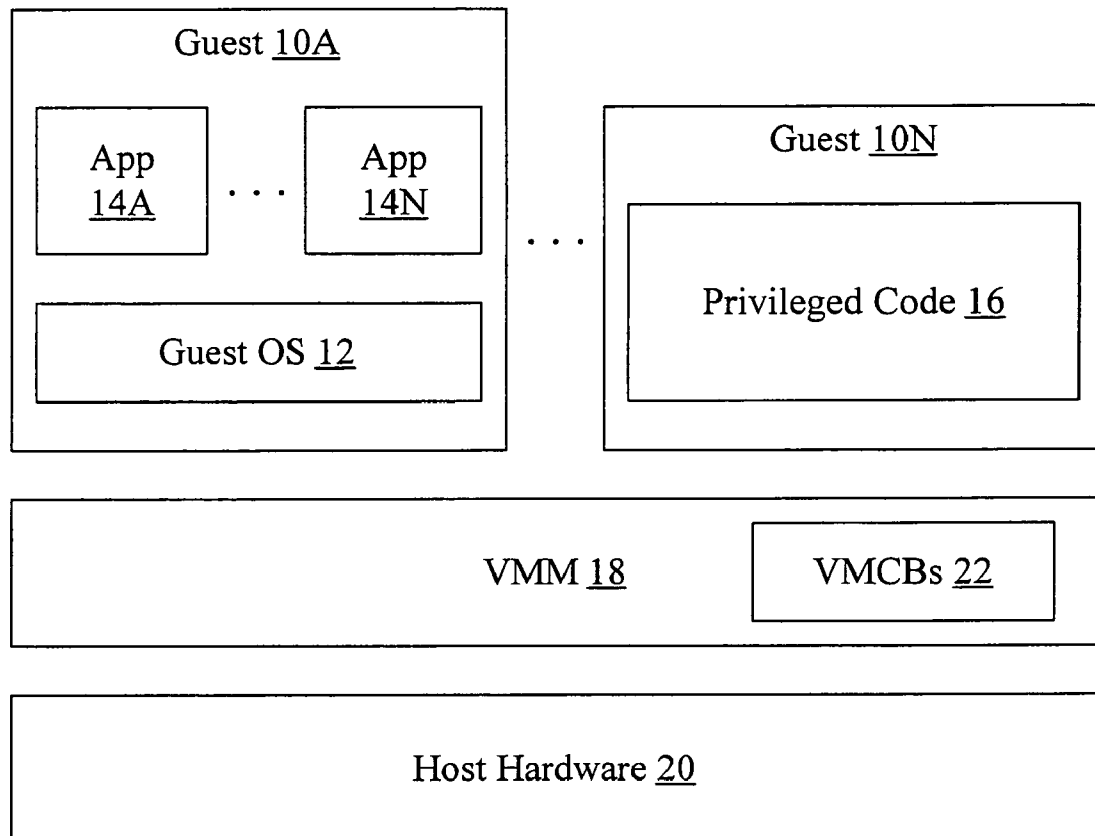 Guest 10A
App
14A
. . .
App
14N
Guest OS 12
. . .
Guest 10N
Privileged Code 16
VMM 18
VMCBs 22
Host Hardware 20